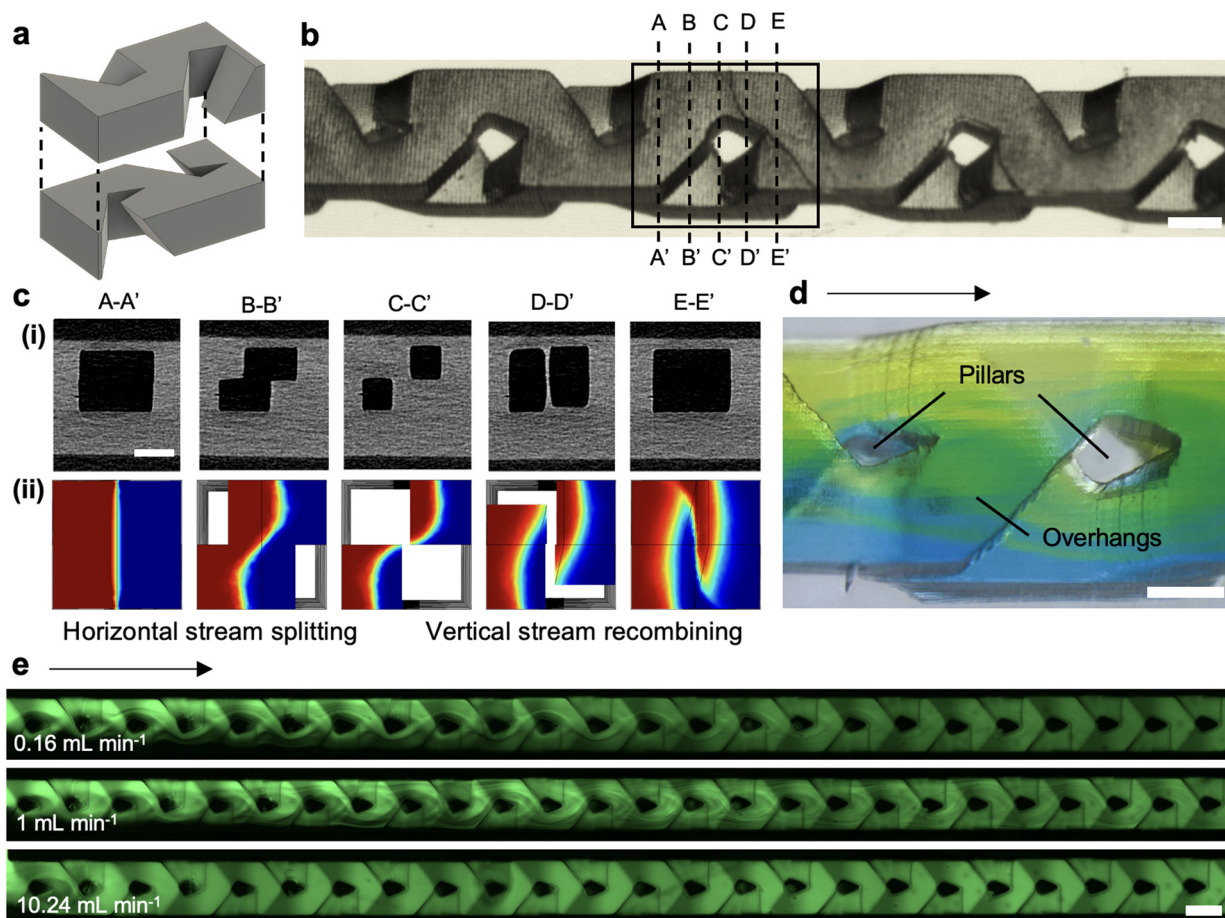 a
b
A B C D E
A' B' C' D' E'
c
A-A' B-B' C-C' D-D' E-E'
(i)
(ii)
Horizontal stream splitting Vertical stream recombining
d
Pillars
Overhangs
e
0.16 mL min⁻¹
1 mL min⁻¹
10.24 mL min⁻¹